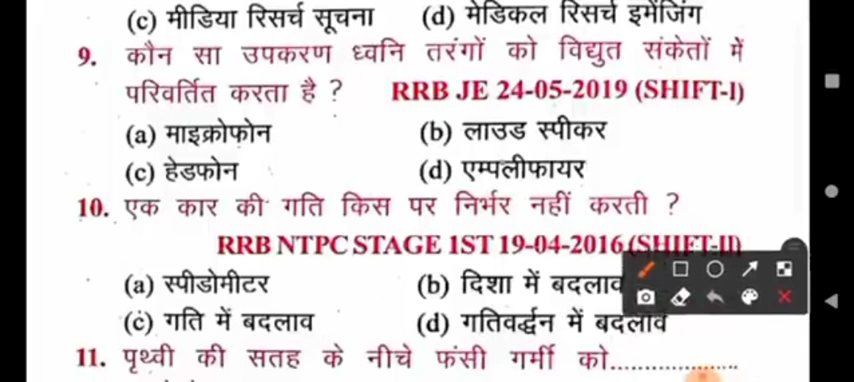 (c) मीडिया रिसर्च सूचना (d) मेडिकल रिसर्च इमेजिंग
9. कौन सा उपकरण ध्वनि तरंगों को विद्युत संकेतों में
परिवर्तित करता है ? RRB JE 24-05-2019 (SHIFT-I)
(a) माइक्रोफोन (b) लाउड स्पीकर
(c) हेडफोन (d) एम्पलीफायर
10. एक कार की गति किस पर निर्भर नहीं करती ?
RRB NTPC STAGE 1ST 19-04-2016 (SHIFT-II)
(a) स्पीडोमीटर (b) दिशा में बदलाव
(c) गति में बदलाव (d) गतिवर्द्धन में बदलाव
11. पृथ्वी की सतह के नीचे फंसी गर्मी को...................